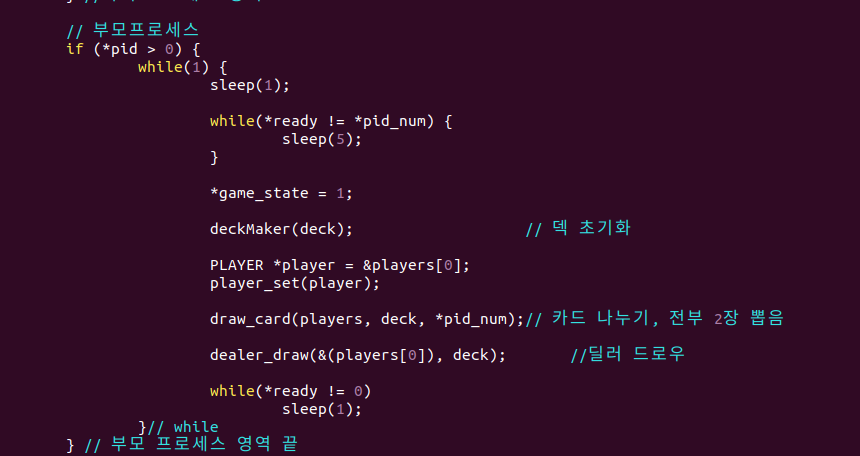 // 부모프로세스
if (*pid > 0) {
while(1) {
sleep(1);
while(*ready != *pid_num) {
sleep(5);
}
*game_state = 1;
deckMaker(deck); // 덱 초기화
PLAYER *player = &players[0];
player_set(player);
draw_card(players, deck, *pid_num);// 카드 나누기, 전부 2장 뽑음
dealer_draw(&(players[0]), deck); //딜러 드로우
while(*ready != 0)
sleep(1);
}// while
} // 부모 프로세스 영역 끝